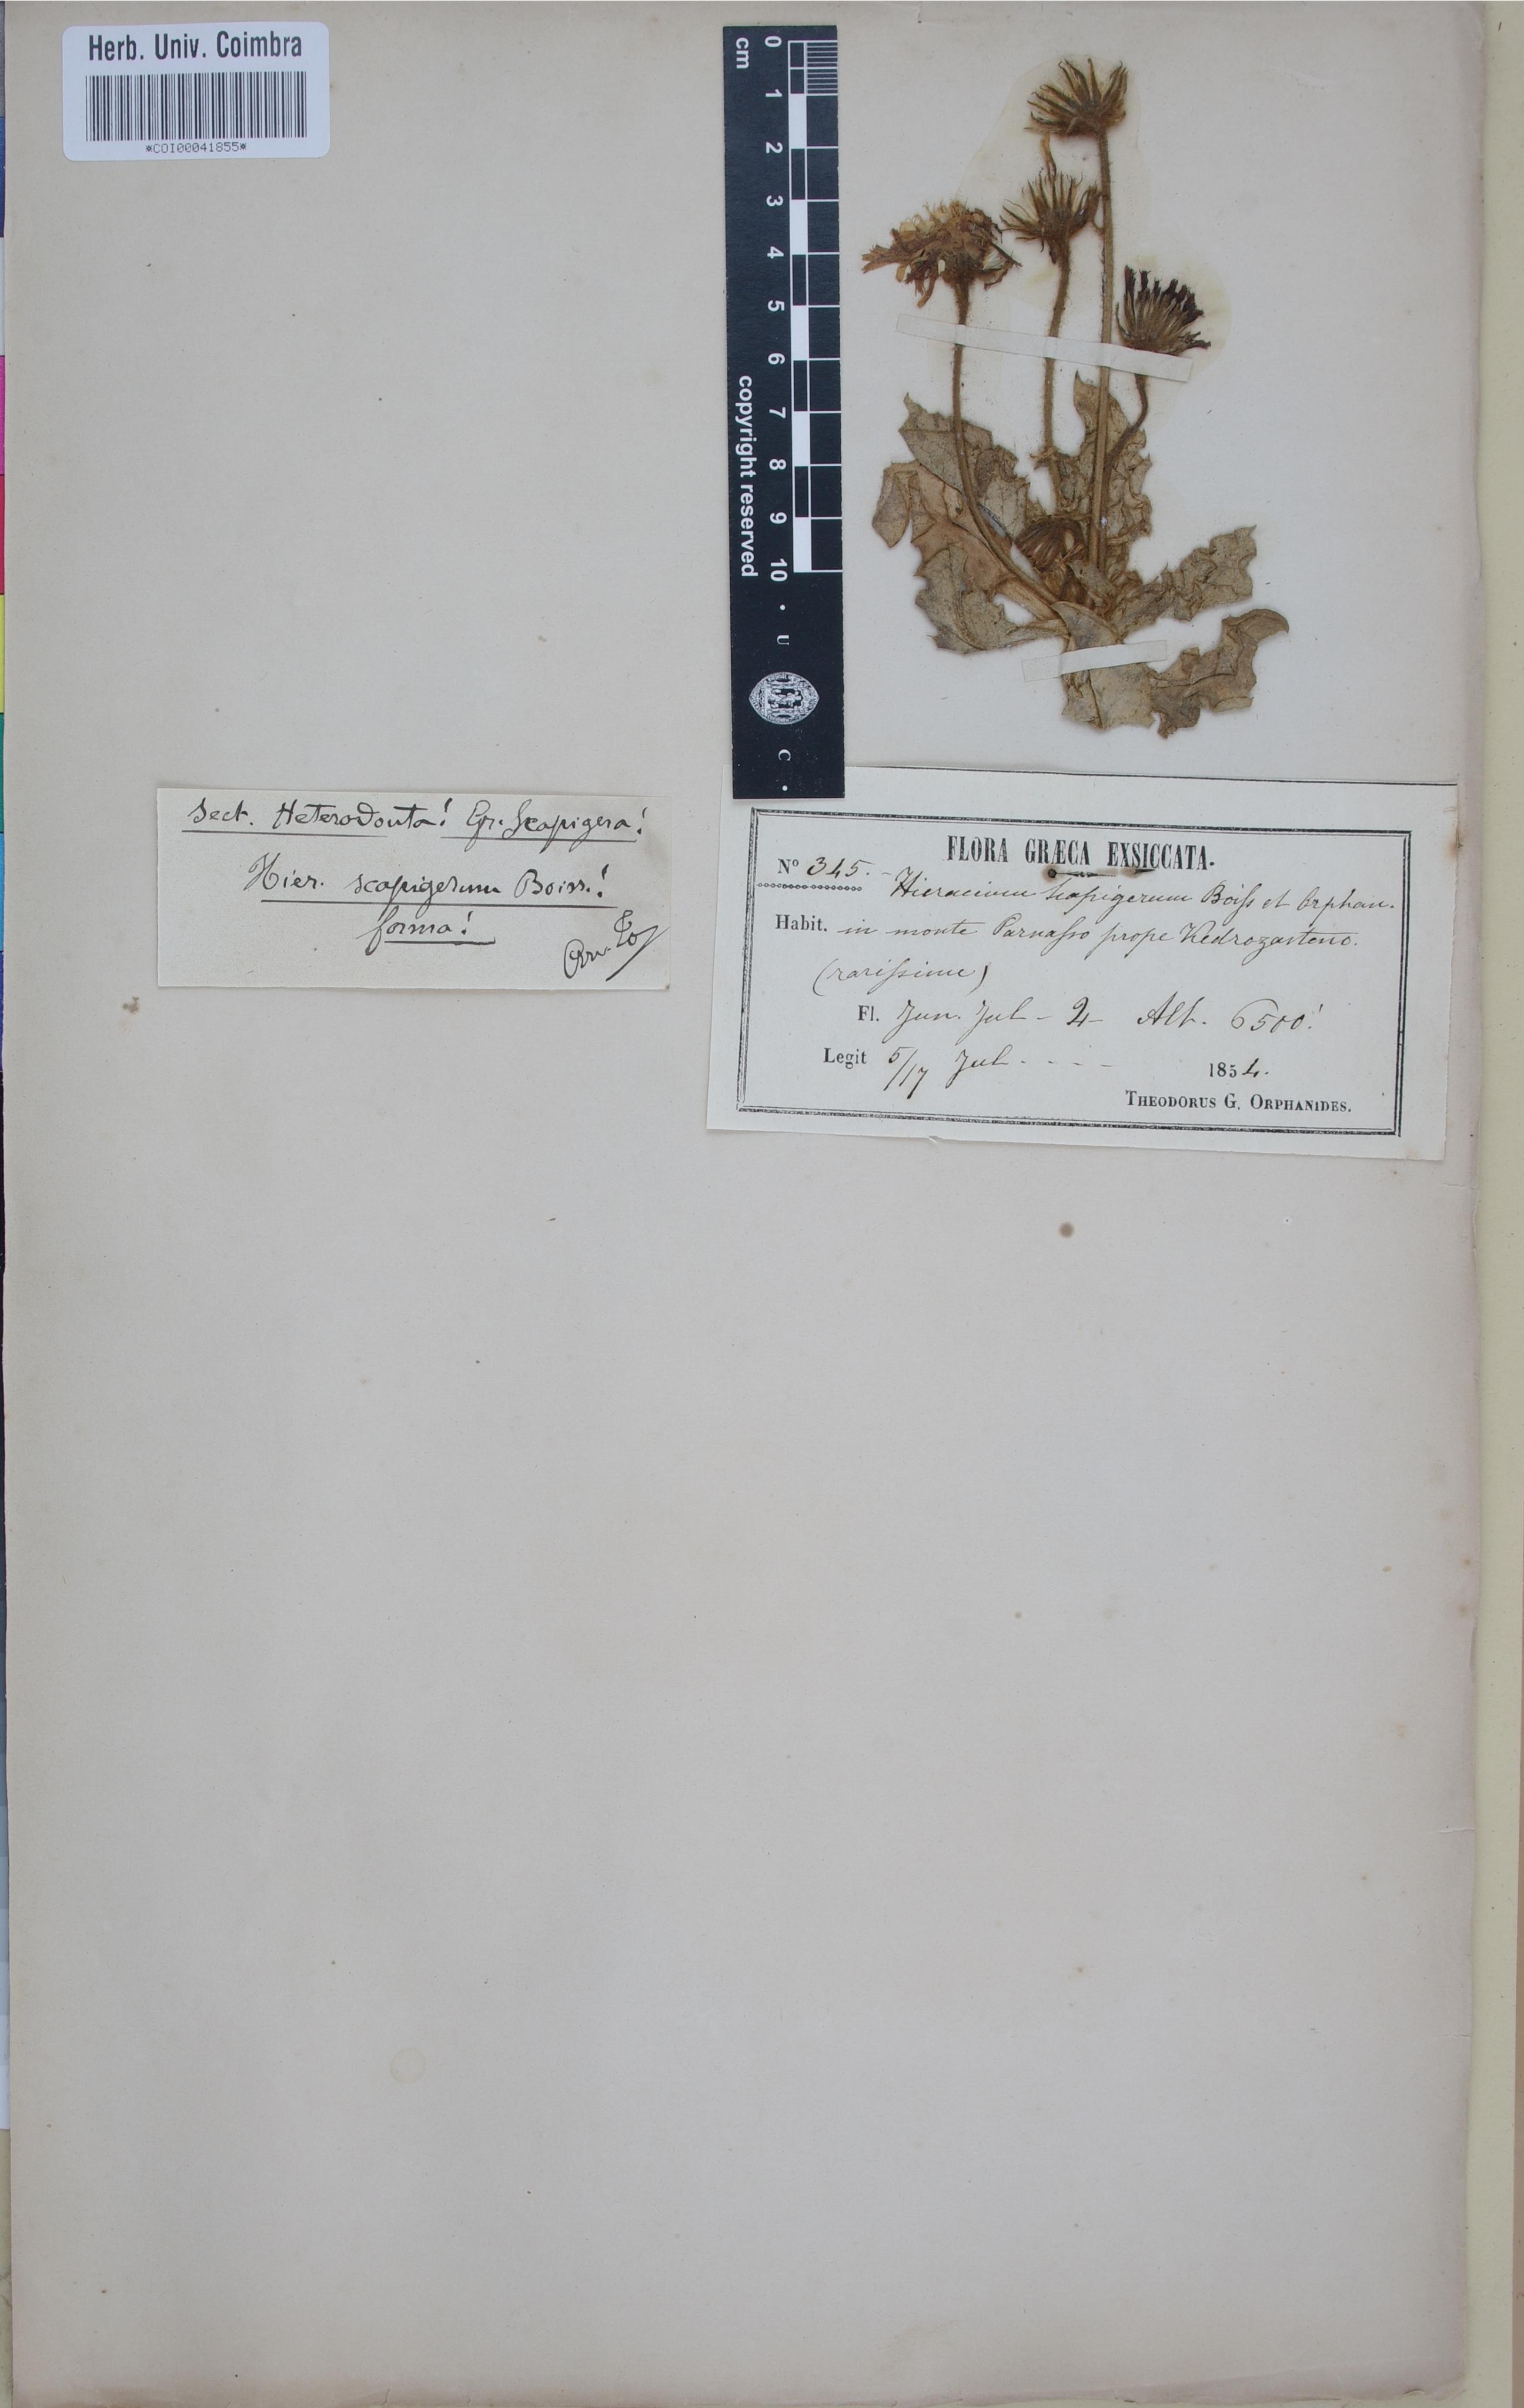 Herb. Univ. Coimbra
*COI00041855*
cm
0 1 2 3 4 5 6 7 8 9 10
copyright reserved
U
C
Sect. Heterodonta! Gr. Scapigera!
Hier. scapigerum Boiss.!
forma!
FLORA GRÆCA EXSICCATA.
Nº 345. - Hieracium scapigerum Boiss et Orphan.
Habit. in monte Parnasso prope Kedrozasteno.
(rarissime)
Fl. Jun. Jul - 2 - Alt. 6500'
Legit 5/17 Jul - - - - 1854.
THEODORUS G. ORPHANIDES.